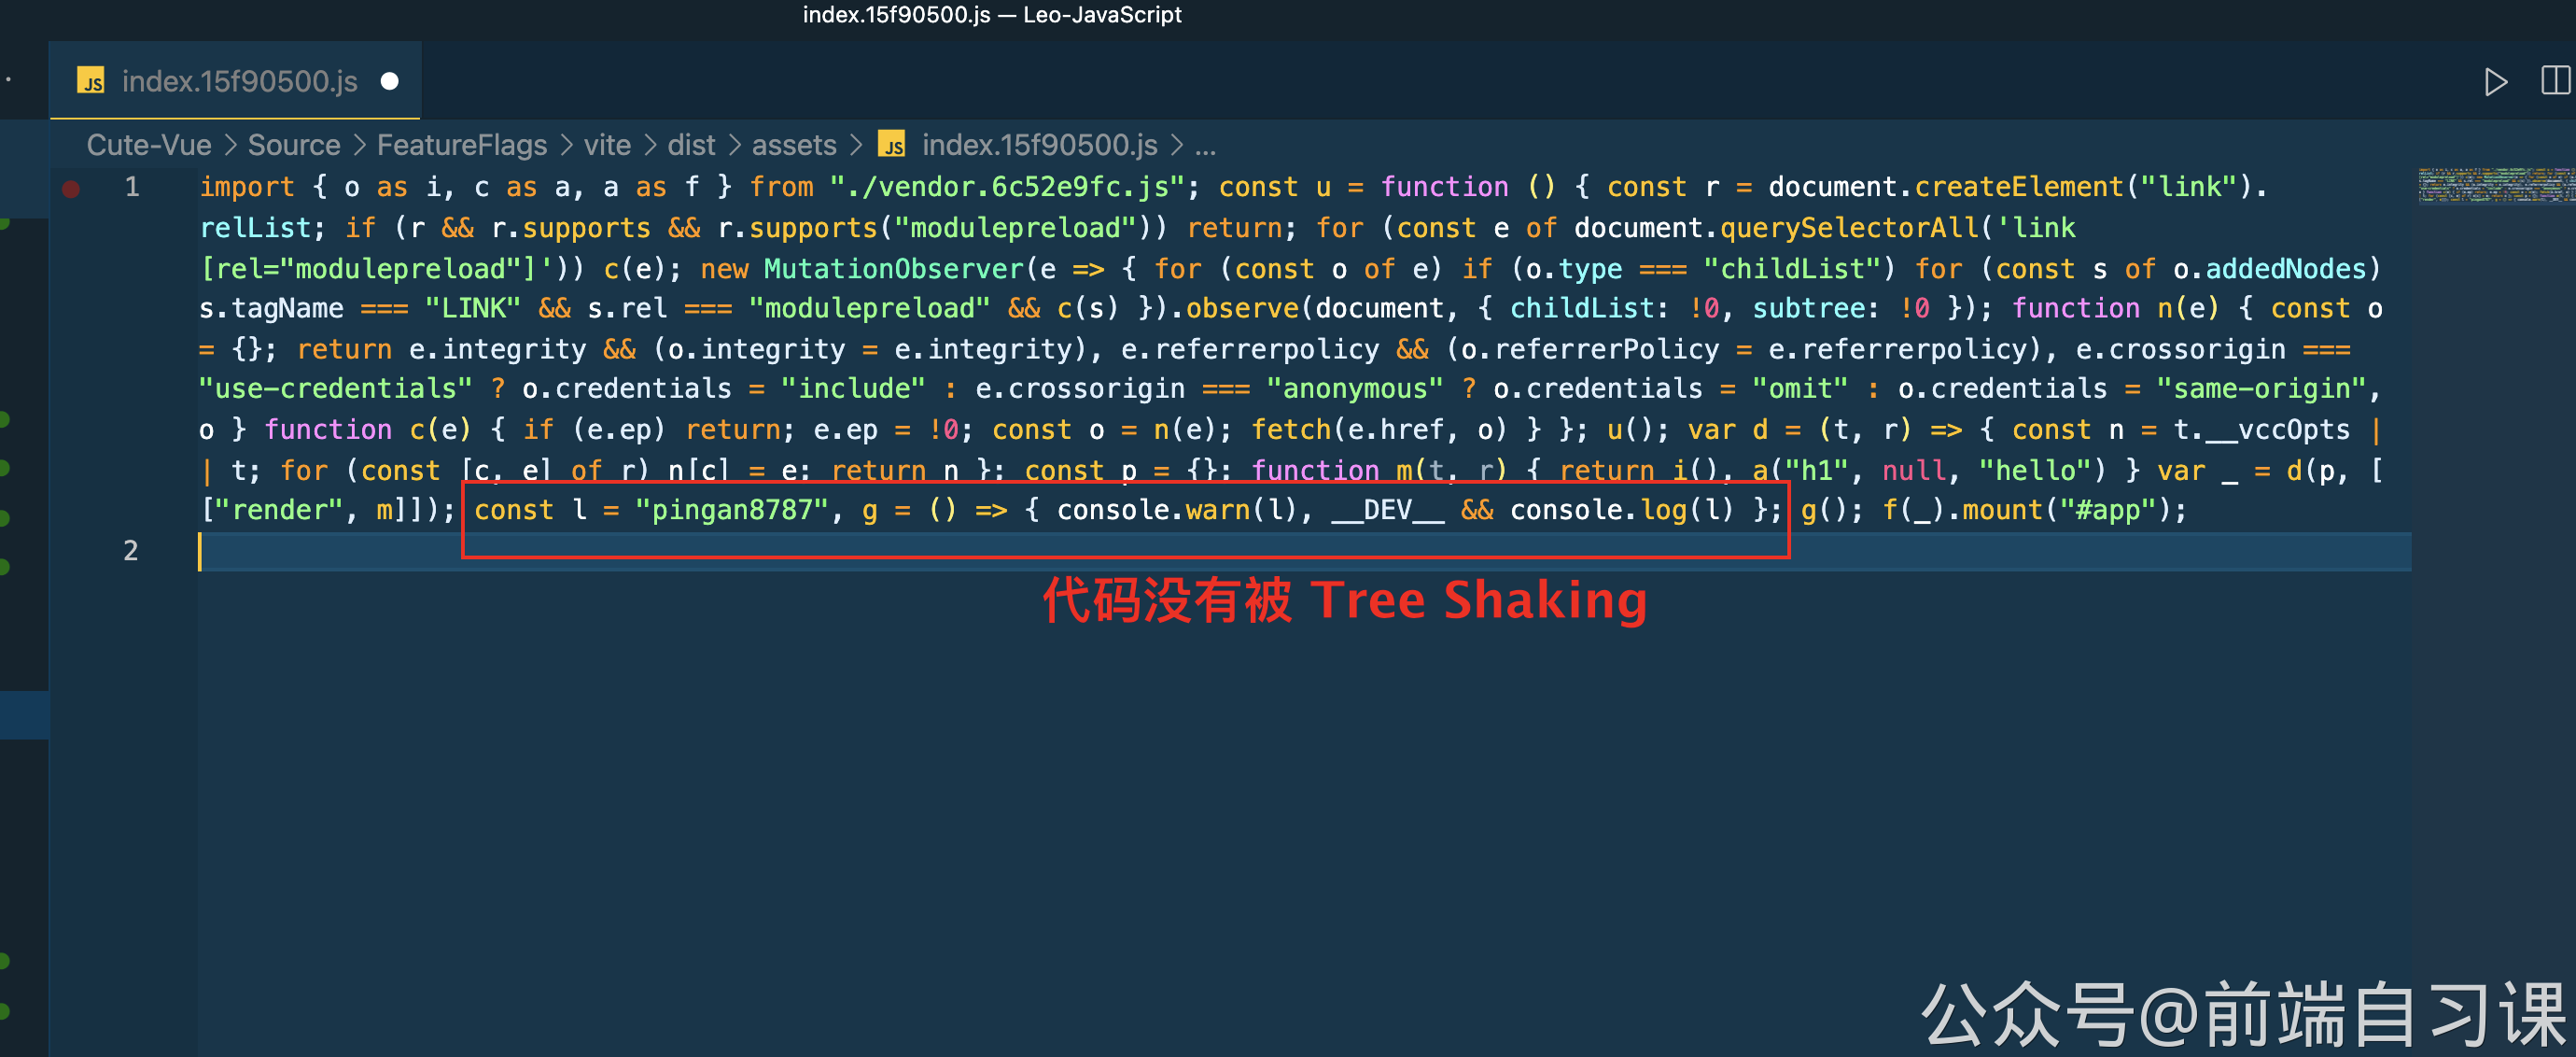 index.15f90500.js — Leo-JavaScript
JS index.15f90500.js
Cute-Vue > Source > FeatureFlags > vite > dist > assets > JS index.15f90500.js > ...
1 import { o as i, c as a, a as f } from "./vendor.6c52e9fc.js"; const u = function () { const r = document.createElement("link").
relList; if (r && r.supports && r.supports("modulepreload")) return; for (const e of document.querySelectorAll('link
[rel="modulepreload"]')) c(e); new MutationObserver(e => { for (const o of e) if (o.type === "childList") for (const s of o.addedNodes)
s.tagName === "LINK" && s.rel === "modulepreload" && c(s) }).observe(document, { childList: !0, subtree: !0 }); function n(e) { const o
= {}; return e.integrity && (o.integrity = e.integrity), e.referrerpolicy && (o.referrerPolicy = e.referrerpolicy), e.crossorigin ===
"use-credentials" ? o.credentials = "include" : e.crossorigin === "anonymous" ? o.credentials = "omit" : o.credentials = "same-origin",
o } function c(e) { if (e.ep) return; e.ep = !0; const o = n(e); fetch(e.href, o) } }; u(); var d = (t, r) => { const n = t.__vccOpts |
| t; for (const [c, e] of r) n[c] = e; return n }; const p = {}; function m(t, r) { return i(), a("h1", null, "hello") } var _ = d(p, [
["render", m]]); const l = "pingan8787", g = () => { console.warn(l), __DEV__ && console.log(l) }; g(); f(_).mount("#app");
2
代码没有被 Tree Shaking
公众号@前端自习课